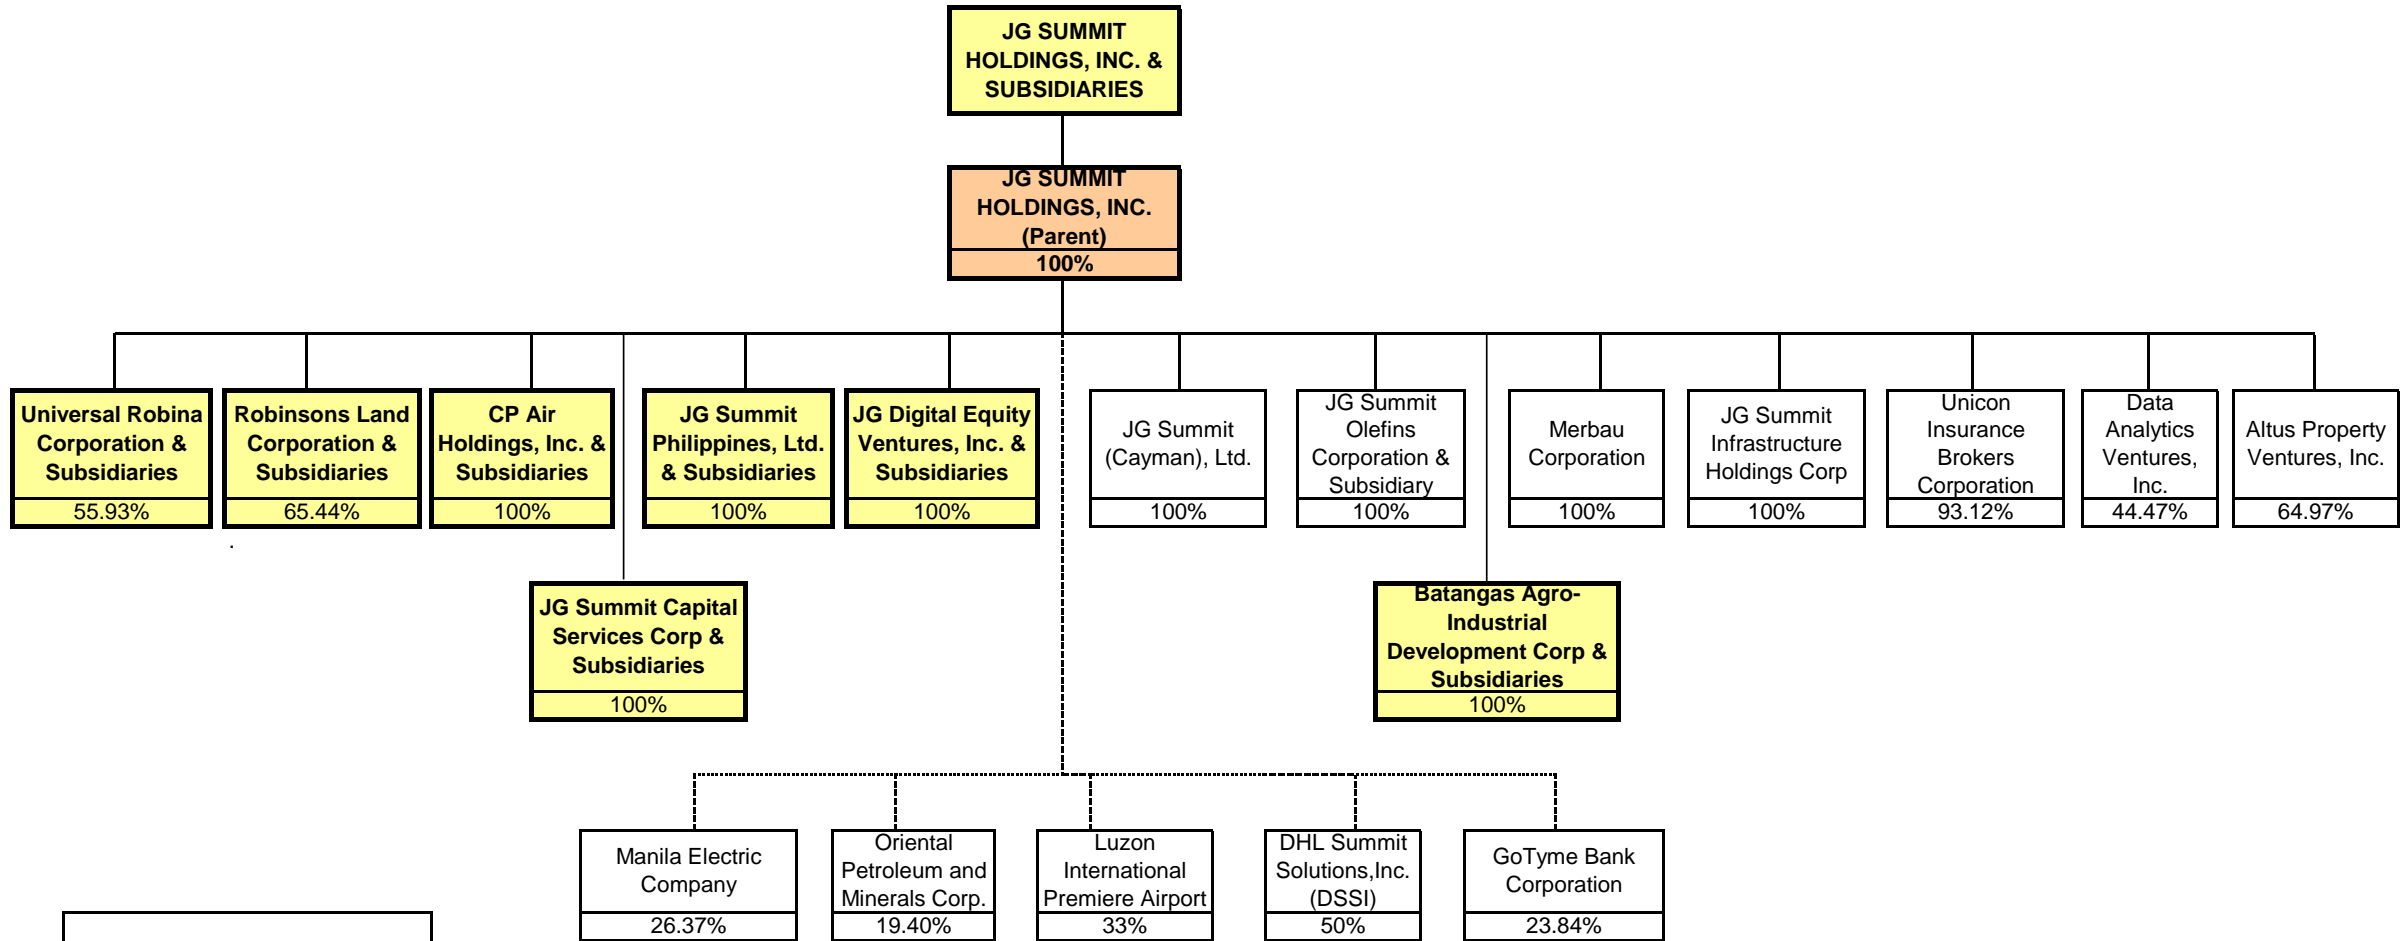 JG SUMMIT
HOLDINGS, INC. &
SUBSIDIARIES
JG SUMMIT
HOLDINGS, INC.
(Parent)
100%
Universal Robina
Corporation &
Subsidiaries
55.93%
Robinsons Land
Corporation &
Subsidiaries
65.44%
CP Air
Holdings, Inc. &
Subsidiaries
100%
JG Summit
Philippines, Ltd.
& Subsidiaries
100%
JG Digital Equity
Ventures, Inc. &
Subsidiaries
100%
JG Summit
(Cayman), Ltd.
100%
JG Summit
Olefins
Corporation &
Subsidiary
100%
Merbau
Corporation
100%
JG Summit
Infrastructure
Holdings Corp
100%
Unicon
Insurance
Brokers
Corporation
93.12%
Data
Analytics
Ventures,
Inc.
44.47%
Altus Property
Ventures, Inc.
64.97%
.
JG Summit Capital
Services Corp &
Subsidiaries
100%
Batangas Agro-
Industrial
Development Corp &
Subsidiaries
100%
Manila Electric
Company
26.37%
Oriental
Petroleum and
Minerals Corp.
19.40%
Luzon
International
Premiere Airport
33%
DHL Summit
Solutions,Inc.
(DSSI)
50%
GoTyme Bank
Corporation
23.84%